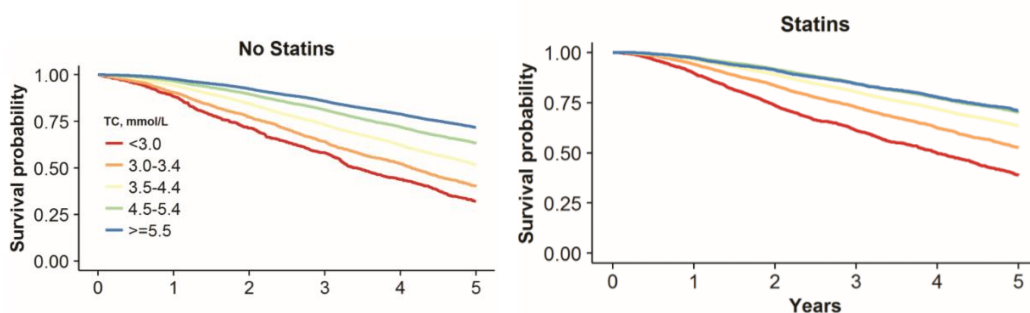 No Statins
Survival probability
1.00
0.75
0.50
0.25
0.00
TC, mmol/L
<3.0
3.0-3.4
3.5-4.4
4.5-5.4
>=5.5
0 1 2 3 4 5
Statins
Survival probability
1.00
0.75
0.50
0.25
0.00
0 1 2 3 4 5
Years